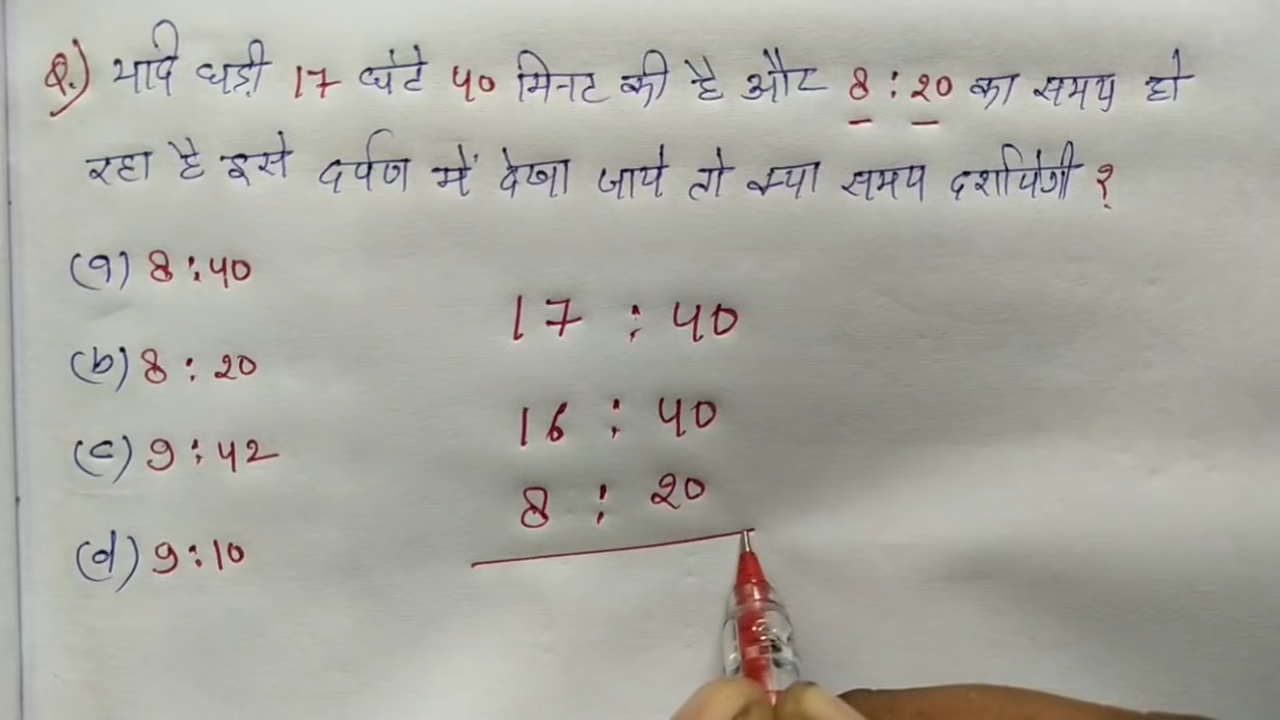 Q.) यदि घड़ी 17 घंटे 40 मिनट की है और 8 : 20 का समय हो
रहा है इसे दर्पण में देखा जाये तो क्या समय दर्शायेगी ?
(a) 8 : 40
(b) 8 : 20
(c) 9 : 42
(d) 9 : 10
17 : 40
16 : 40
8 : 20